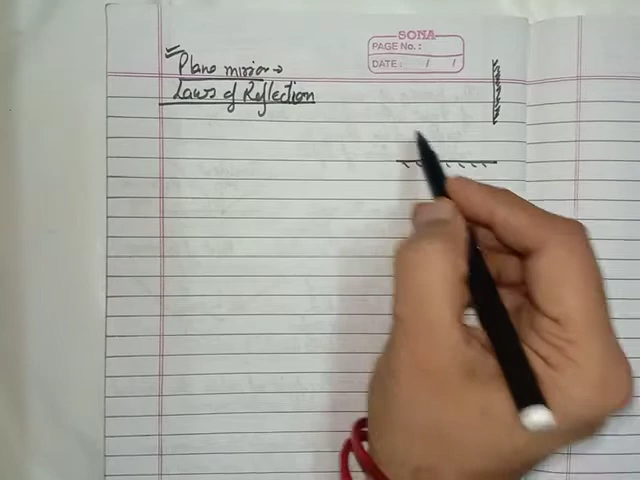 SONA
PAGE No.:
DATE: / /
Plane mirror→
Laws of Reflection